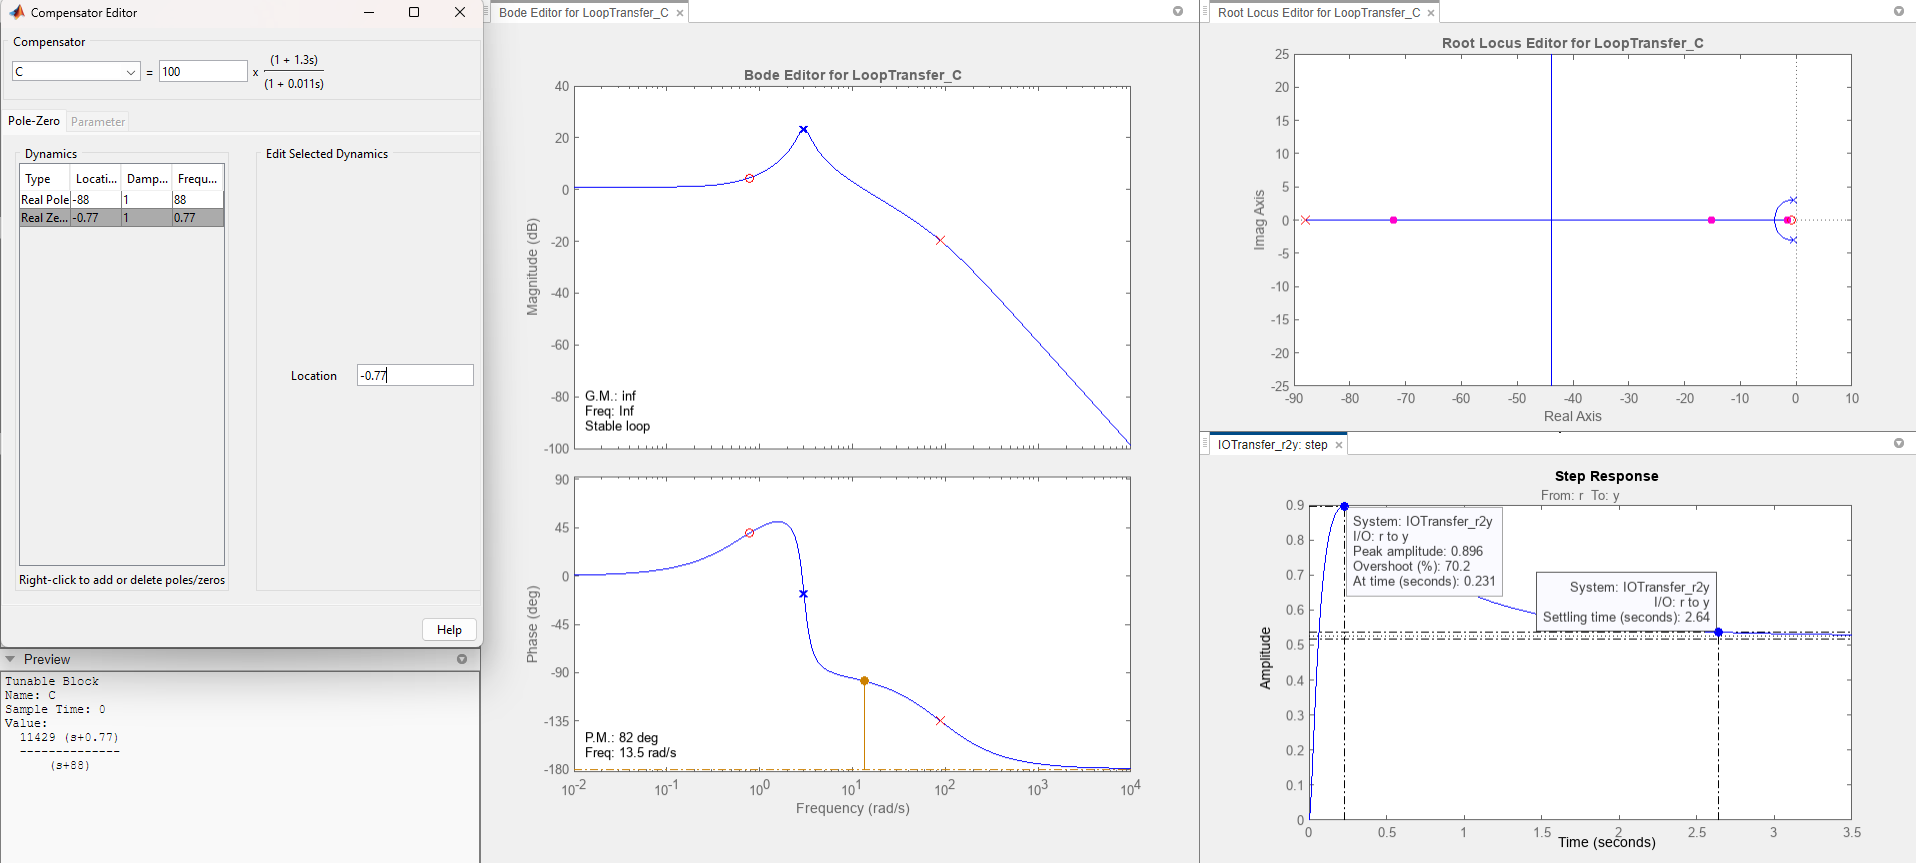 Compensator Editor
Compensator
C
=
100
x
(1 + 1.3s)
(1 + 0.011s)
Pole-Zero
Parameter
Dynamics
Type Locati... Damp... Frequ...
Real Pole -88 1 88
Real Ze... -0.77 1 0.77
Right-click to add or delete poles/zeros
Edit Selected Dynamics
Location
-0.77
Help
Preview
Tunable Block
Name: C
Sample Time: 0
Value:
11429 (s+0.77)
---------------
(s+88)
Bode Editor for LoopTransfer_C
Bode Editor for LoopTransfer_C
Magnitude (dB)
40
20
0
-20
-40
-60
-80
-100
G.M.: inf
Freq: Inf
Stable loop
Phase (deg)
90
45
0
-45
-90
-135
-180
P.M.: 82 deg
Freq: 13.5 rad/s
10-2 10-1 100 101 102 103 104
Frequency (rad/s)
Root Locus Editor for LoopTransfer_C
Root Locus Editor for LoopTransfer_C
Imag Axis
25
20
15
10
5
0
-5
-10
-15
-20
-25
-90 -80 -70 -60 -50 -40 -30 -20 -10 0 10
Real Axis
IOTransfer_r2y: step
Step Response
From: r To: y
Amplitude
0.9
0.8
0.7
0.6
0.5
0.4
0.3
0.2
0.1
0
System: IOTransfer_r2y
I/O: r to y
Peak amplitude: 0.896
Overshoot (%): 70.2
At time (seconds): 0.231
System: IOTransfer_r2y
I/O: r to y
Settling time (seconds): 2.64
0 0.5 1 1.5 2 2.5 3 3.5
Time (seconds)